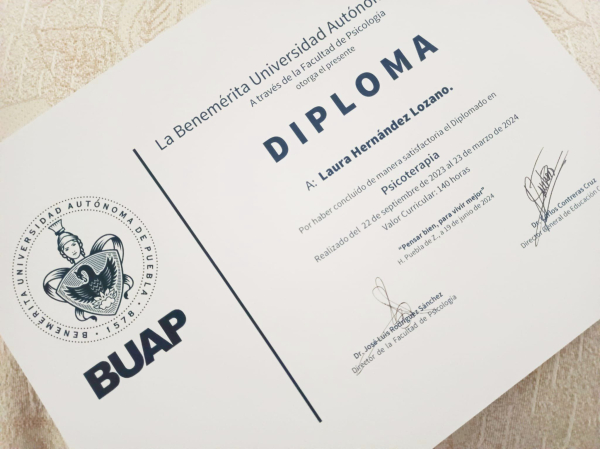 La Benemérita Universidad Autónoma
A través de la Facultad de Psicología
otorga el presente
DIPLOMA
A: Laura Hernández Lozano.
Por haber concluido de manera satisfactoria el Diplomado en
Psicoterapia
Realizado del 22 de septiembre de 2023 al 23 de marzo de 2024
Valor Curricular: 140 horas
"Pensar bien, para vivir mejor"
H. Puebla de Z., a 19 de junio de 2024
Dr. José Luis Rodríguez Sánchez
Director de la Facultad de Psicología
Dr. Carlos Contreras Cruz
Director General de Educación
BENEMÉRITA UNIVERSIDAD AUTÓNOMA DE PUEBLA
1578
BUAP